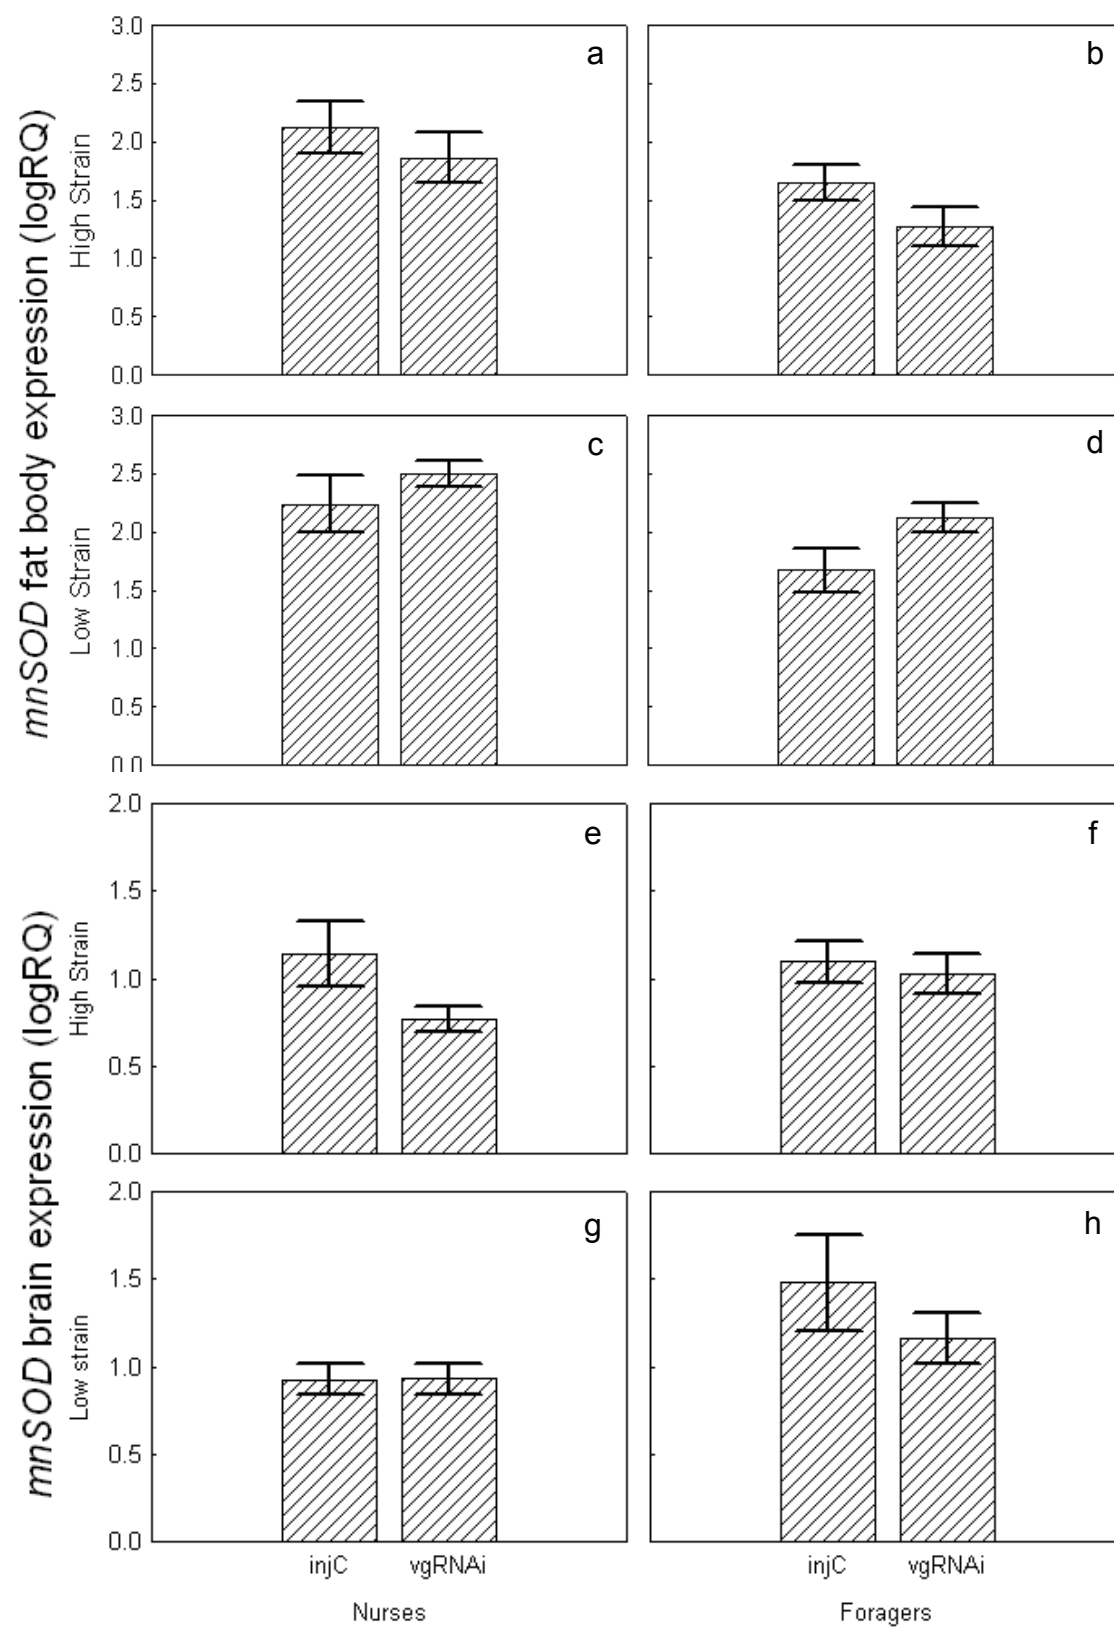 mnSOD fat body expression (logRQ)
High Strain
3.0
2.5
2.0
1.5
1.0
0.5
0.0
a
b
Low Strain
3.0
2.5
2.0
1.5
1.0
0.5
0.0
c
d
mnSOD brain expression (logRQ)
High Strain
2.0
1.5
1.0
0.5
0.0
e
f
Low strain
2.0
1.5
1.0
0.5
0.0
g
h
injC vgRNAi injC vgRNAi
Nurses Foragers